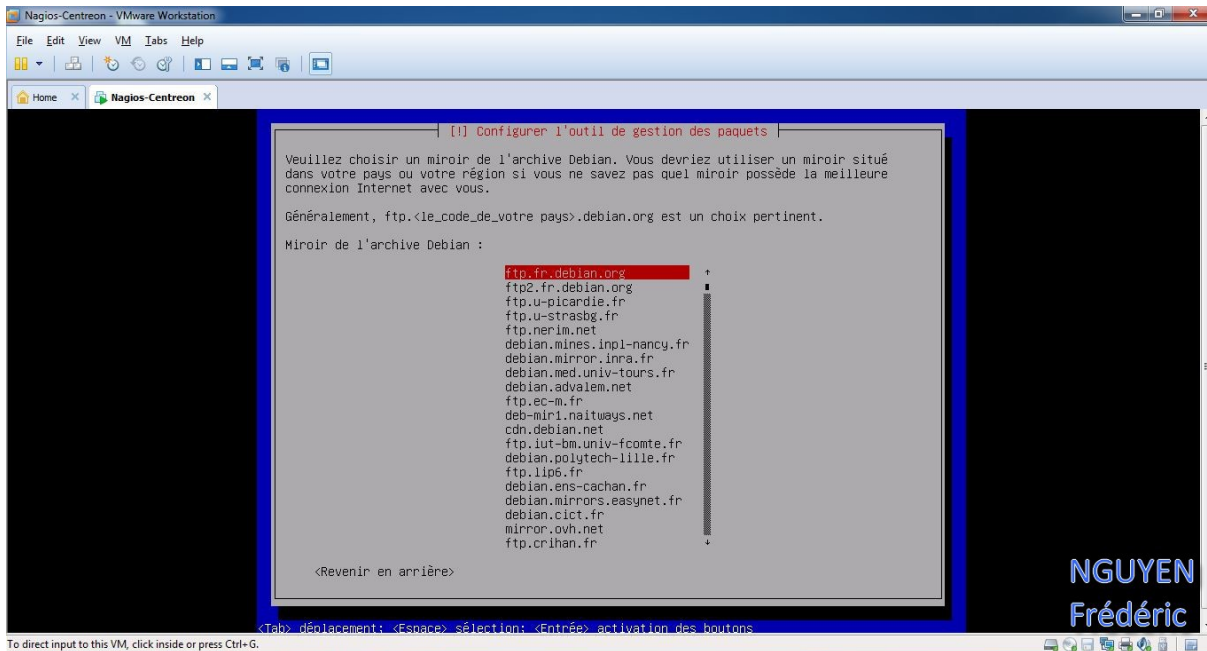 Nagios-Centreon - VMware Workstation
File Edit View VM Tabs Help
Home Nagios-Centreon
[!] Configurer l'outil de gestion des paquets
Veuillez choisir un miroir de l'archive Debian. Vous devriez utiliser un miroir situé
dans votre pays ou votre région si vous ne savez pas quel miroir possède la meilleure
connexion Internet avec vous.
Généralement, ftp.<le_code_de_votre pays>.debian.org est un choix pertinent.
Miroir de l'archive Debian :
ftp.fr.debian.org
ftp2.fr.debian.org
ftp.u-picardie.fr
ftp.u-strasbg.fr
ftp.nerim.net
debian.mines.inpl-nancy.fr
debian.mirror.inra.fr
debian.med.univ-tours.fr
debian.advalem.net
ftp.ec-m.fr
deb-mir1.naitways.net
cdn.debian.net
ftp.iut-bm.univ-fcomte.fr
debian.polytech-lille.fr
ftp.lip6.fr
debian.ens-cachan.fr
debian.mirrors.easynet.fr
debian.cict.fr
mirror.ovh.net
ftp.crihan.fr
<Revenir en arrière>
NGUYEN
Frédéric
<Tab> déplacement; <Espace> sélection; <Entrée> activation des boutons
To direct input to this VM, click inside or press Ctrl+G.